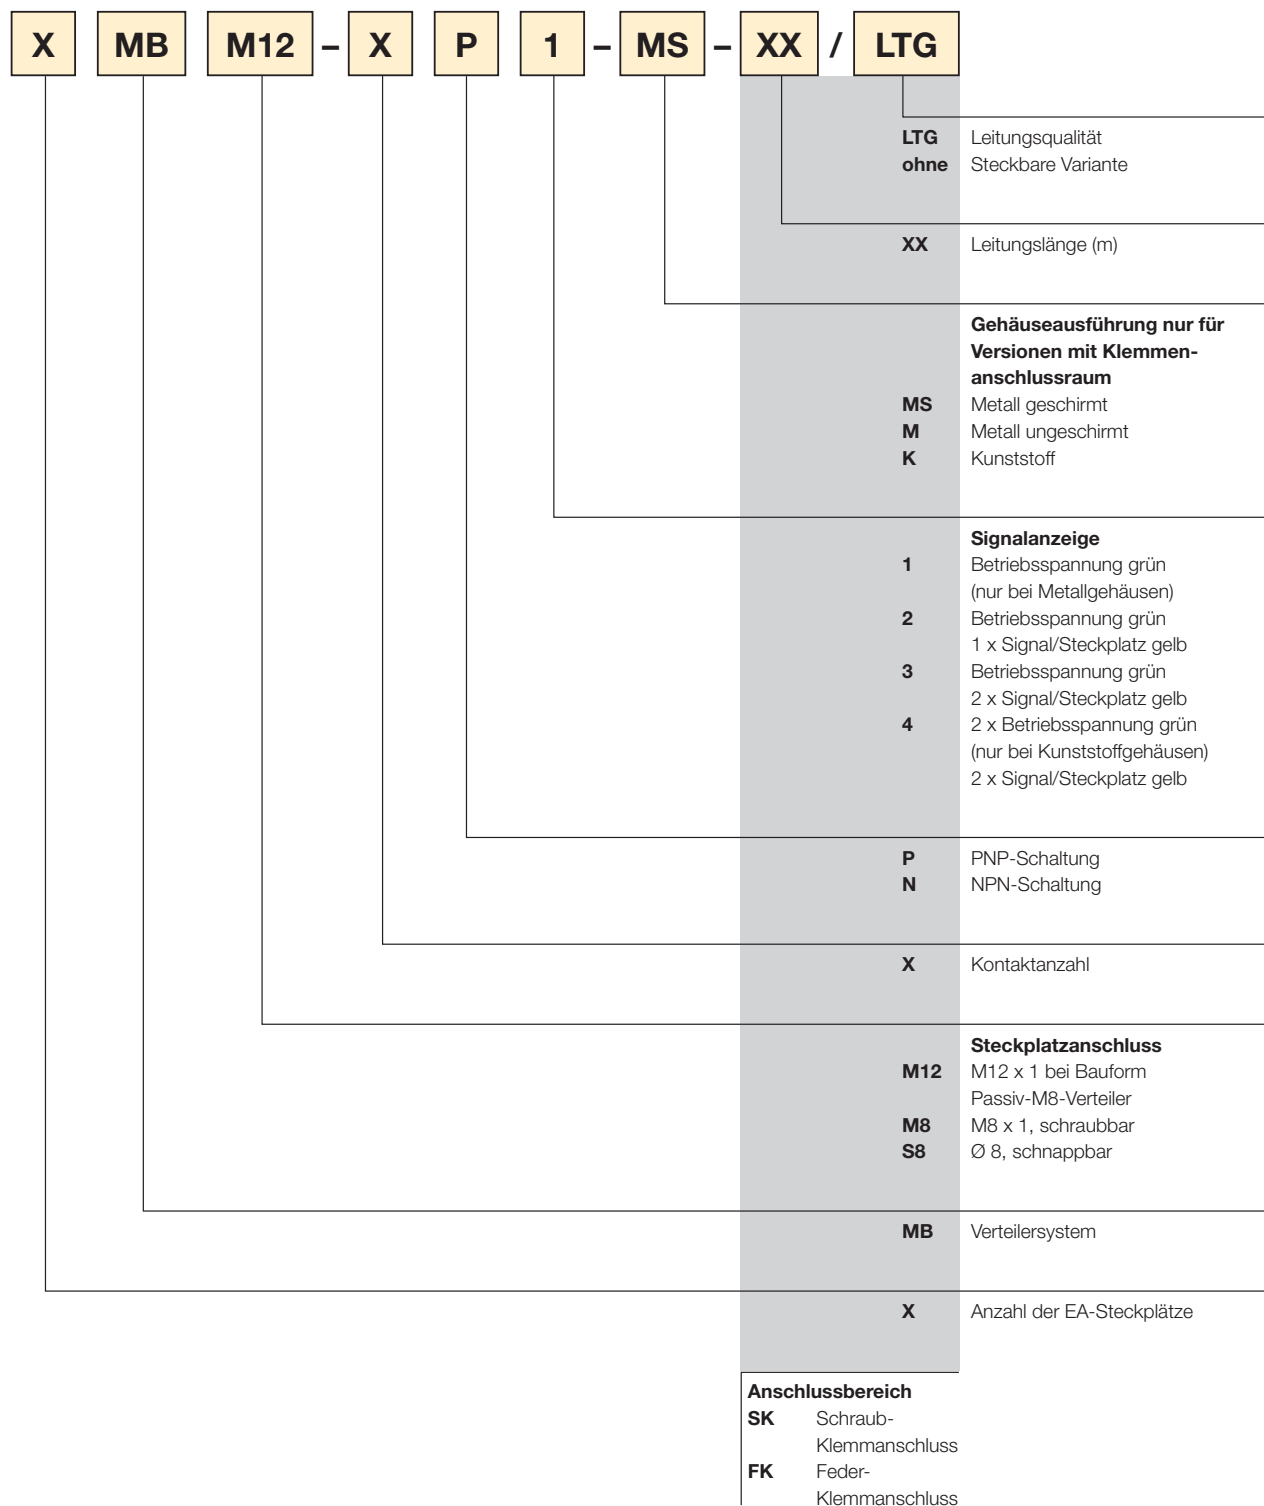 X MB M12 – X P 1 – MS – XX / LTG
LTG Leitungsqualität
ohne Steckbare Variante
XX Leitungslänge (m)
Gehäuseausführung nur für
Versionen mit Klemmen-
anschlussraum
MS Metall geschirmt
M Metall ungeschirmt
K Kunststoff
Signalanzeige
1 Betriebsspannung grün
(nur bei Metallgehäusen)
2 Betriebsspannung grün
1 x Signal/Steckplatz gelb
3 Betriebsspannung grün
2 x Signal/Steckplatz gelb
4 2 x Betriebsspannung grün
(nur bei Kunststoffgehäusen)
2 x Signal/Steckplatz gelb
P PNP-Schaltung
N NPN-Schaltung
X Kontaktanzahl
Steckplatzanschluss
M12 M12 x 1 bei Bauform
Passiv-M8-Verteiler
M8 M8 x 1, schraubbar
S8 Ø 8, schnappbar
MB Verteilersystem
X Anzahl der EA-Steckplätze
Anschlussbereich
SK Schraub-
Klemmanschluss
FK Feder-
Klemmanschluss